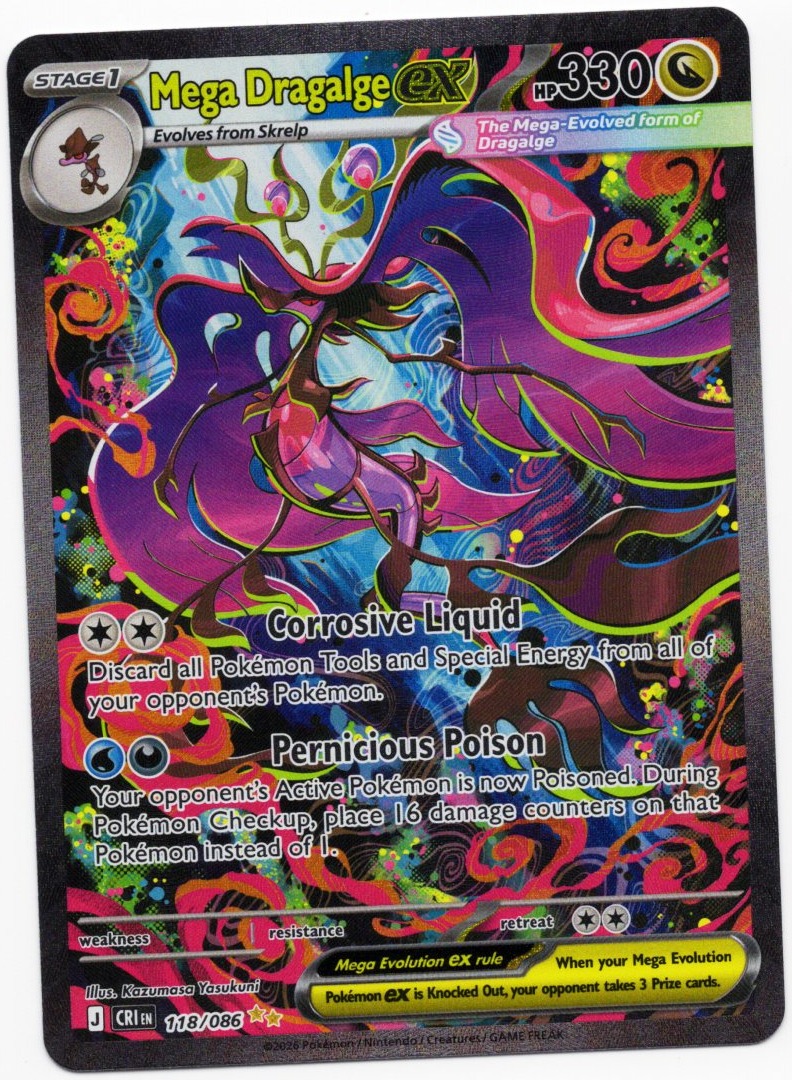 STAGE 1
Mega Dragalge ex
HP 330
Evolves from Skrelp
The Mega-Evolved form of
Dragalge
Corrosive Liquid
Discard all Pokémon Tools and Special Energy from all of
your opponent's Pokémon.
Pernicious Poison
Your opponent's Active Pokémon is now Poisoned. During
Pokémon Checkup, place 16 damage counters on that
Pokémon instead of 1.
weakness
resistance
retreat
Mega Evolution ex rule
When your Mega Evolution
Pokémon ex is Knocked Out, your opponent takes 3 Prize cards.
Illus. Kazumasa Yasukuni
J CRI EN 118/086
©2026 Pokémon / Nintendo / Creatures / GAME FREAK